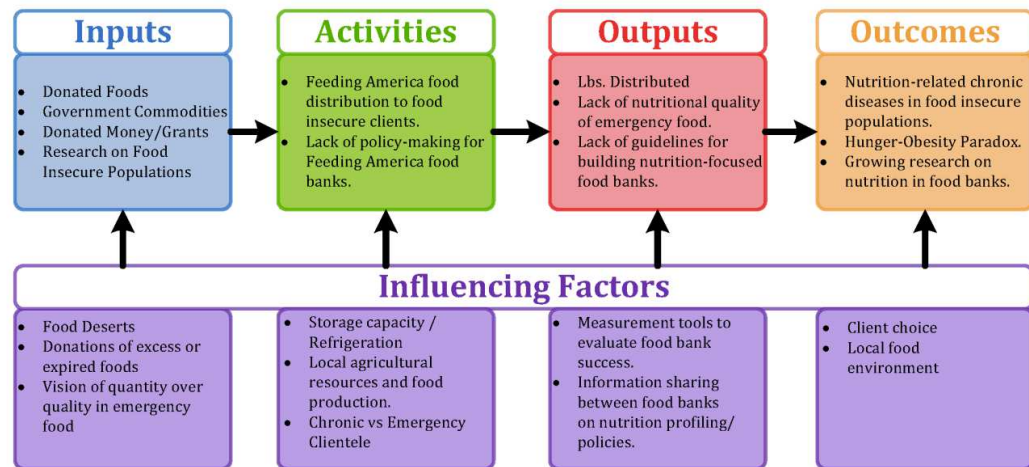 Inputs
• Donated Foods
• Government Commodities
• Donated Money/Grants
• Research on Food
Insecure Populations
Activities
• Feeding America food
distribution to food
insecure clients.
• Lack of policy-making for
Feeding America food
banks.
Outputs
• Lbs. Distributed
• Lack of nutritional quality of
emergency food.
• Lack of guidelines for
building nutrition-focused
food banks.
Outcomes
• Nutrition-related chronic
diseases in food insecure
populations.
• Hunger-Obesity Paradox.
• Growing research on
nutrition in food banks.
Influencing Factors
• Food Deserts
• Donations of excess or
expired foods
• Vision of quantity over
quality in emergency
food
• Storage capacity /
Refrigeration
• Local agricultural
resources and food
production.
• Chronic vs Emergency
Clientele
• Measurement tools to
evaluate food bank
success.
• Information sharing
between food banks
on nutrition profiling/
policies.
• Client choice
• Local food
environment